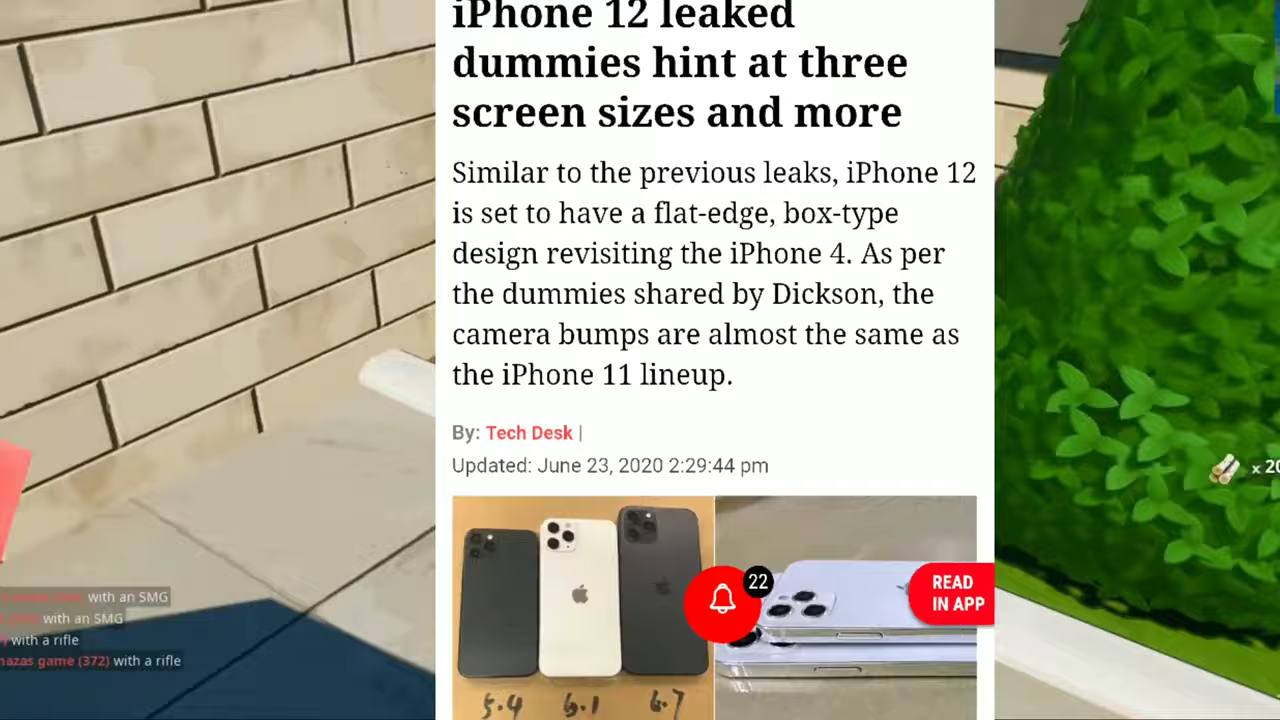 iPhone 12 leaked
dummies hint at three
screen sizes and more
Similar to the previous leaks, iPhone 12
is set to have a flat-edge, box-type
design revisiting the iPhone 4. As per
the dummies shared by Dickson, the
camera bumps are almost the same as
the iPhone 11 lineup.
By: Tech Desk |
Updated: June 23, 2020 2:29:44 pm
22
READ
IN APP
5.4 6.1 6.7
x 20
with an SMG
with an SMG
with a rifle
nazas game (372) with a rifle